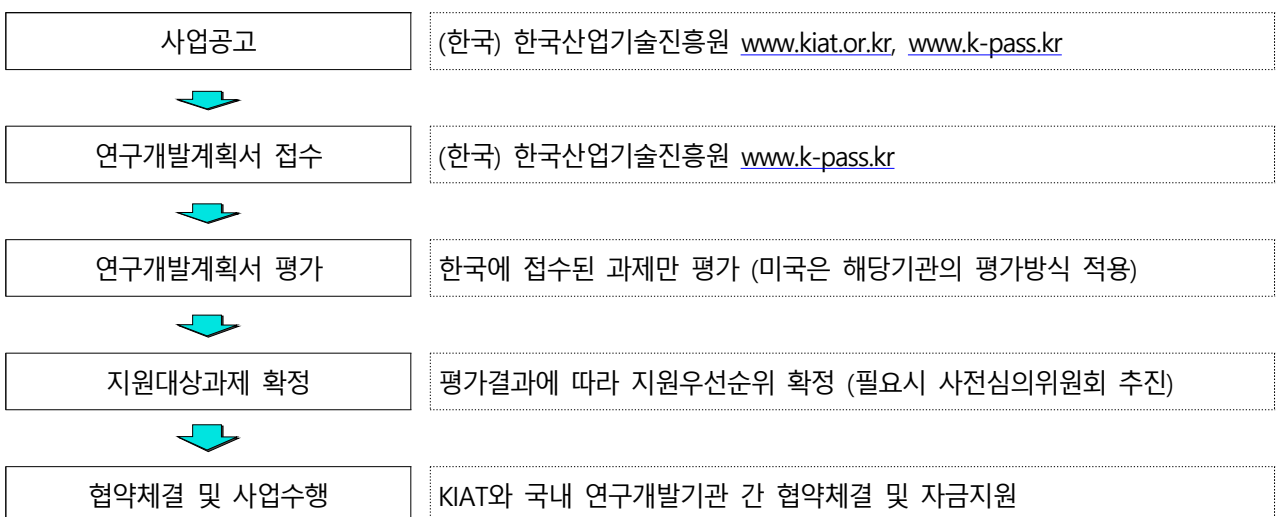 사업공고
(한국) 한국산업기술진흥원 www.kiat.or.kr, www.k-pass.kr
연구개발계획서 접수
(한국) 한국산업기술진흥원 www.k-pass.kr
연구개발계획서 평가
한국에 접수된 과제만 평가 (미국은 해당기관의 평가방식 적용)
지원대상과제 확정
평가결과에 따라 지원우선순위 확정 (필요시 사전심의위원회 추진)
협약체결 및 사업수행
KIAT와 국내 연구개발기관 간 협약체결 및 자금지원